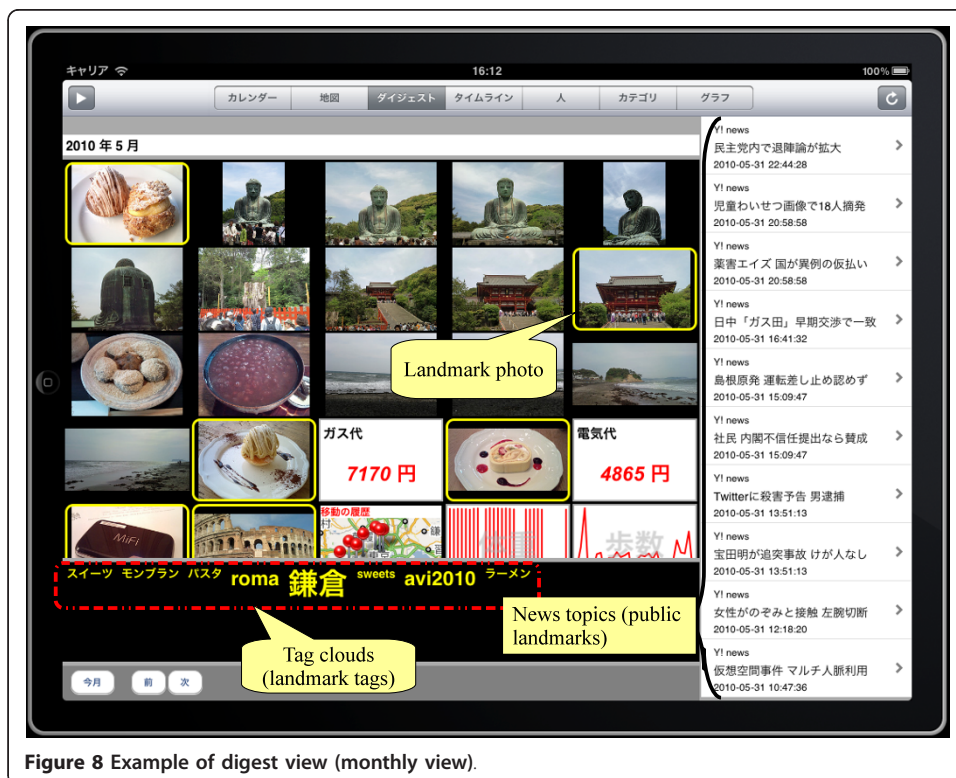 キャリア 16:12 100%
カレンダー 地図 ダイジェスト タイムライン 人 カテゴリ グラフ
2010 年 5 月
Landmark photo
ガス代
7170 円
電気代
4865 円
MiFi
移動の履歴
村
鎌
東京
体重
歩数
スイーツ モンブラン パスタ roma 鎌倉 sweets avi2010 ラーメン
Tag clouds
(landmark tags)
News topics (public
landmarks)
今月 前 次
Y! news
民主党内で退陣論が拡大
2010-05-31 22:44:28
Y! news
児童わいせつ画像で18人摘発
2010-05-31 20:58:58
Y! news
薬害エイズ 国が異例の仮払い
2010-05-31 20:58:58
Y! news
日中「ガス田」早期交渉で一致
2010-05-31 16:41:32
Y! news
島根原発 運転差し止め認めず
2010-05-31 15:09:47
Y! news
社民 内閣不信任提出なら賛成
2010-05-31 15:09:47
Y! news
Twitterに殺害予告 男逮捕
2010-05-31 13:51:13
Y! news
宝田明が追突事故 けが人なし
2010-05-31 13:51:13
Y! news
女性がのぞみと接触 左腕切断
2010-05-31 12:18:20
Y! news
仮想空間事件 マルチ人脈利用
2010-05-31 10:47:36
Figure 8 Example of digest view (monthly view).